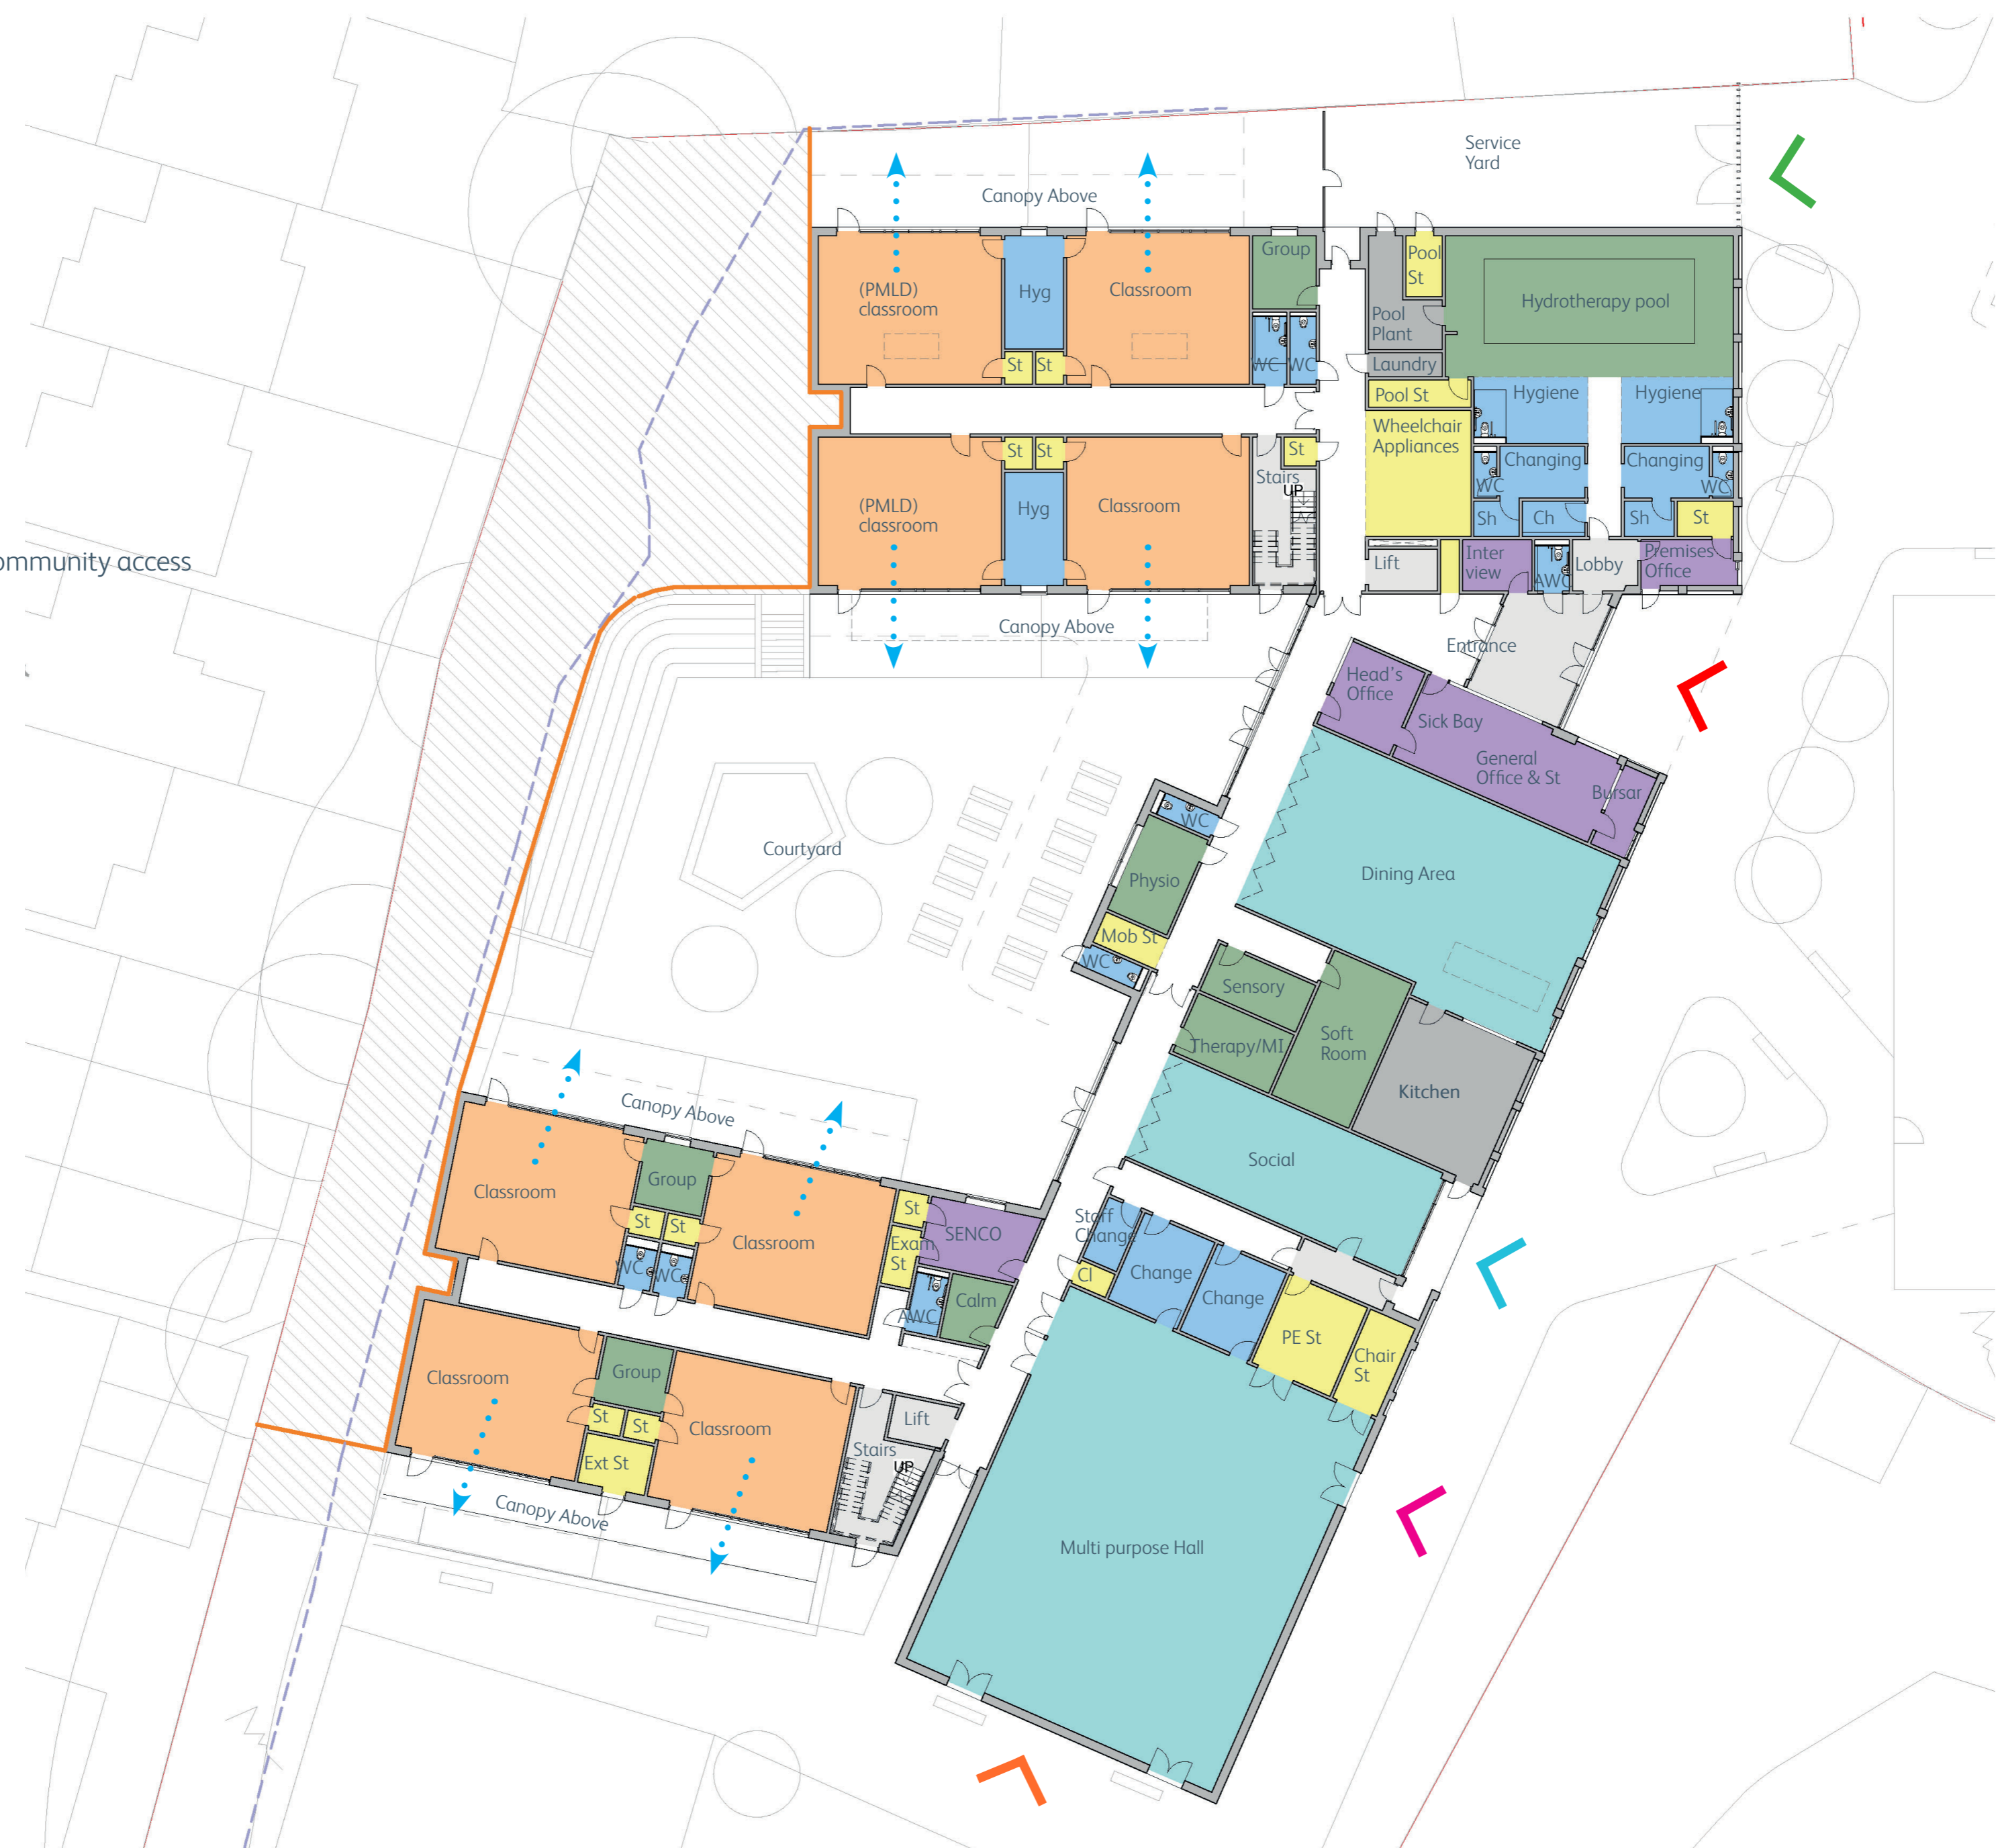 Service
Yard
Canopy Above
(PMLD)
classroom
Hyg
Classroom
Group
Pool
St
Hydrotherapy pool
Pool
Plant
St
St
WC
WC
Laundry
Pool St
Hygiene
Hygiene
Wheelchair
Appliances
St
St
St
Stairs
UP
Changing
Changing
WC
WC
(PMLD)
classroom
Hyg
Classroom
Sh
Ch
Sh
St
ommunity access
Lift
Inter
view
AWC
Lobby
Premises
Office
Canopy Above
Entrance
Head's
Office
Sick Bay
General
Office & St
Bursar
WC
Courtyard
Physio
Dining Area
Mob St
WC
Sensory
Therapy/MI
Soft
Room
Kitchen
Canopy Above
Social
Classroom
Group
St
St
Classroom
St
Exam
St
SENCO
WC
WC
AWC
Calm
Staff
Change
Cl
Change
Change
PE St
Chair
St
Classroom
Group
St
St
Classroom
Ext St
Lift
Stairs
UP
Canopy Above
Multi purpose Hall